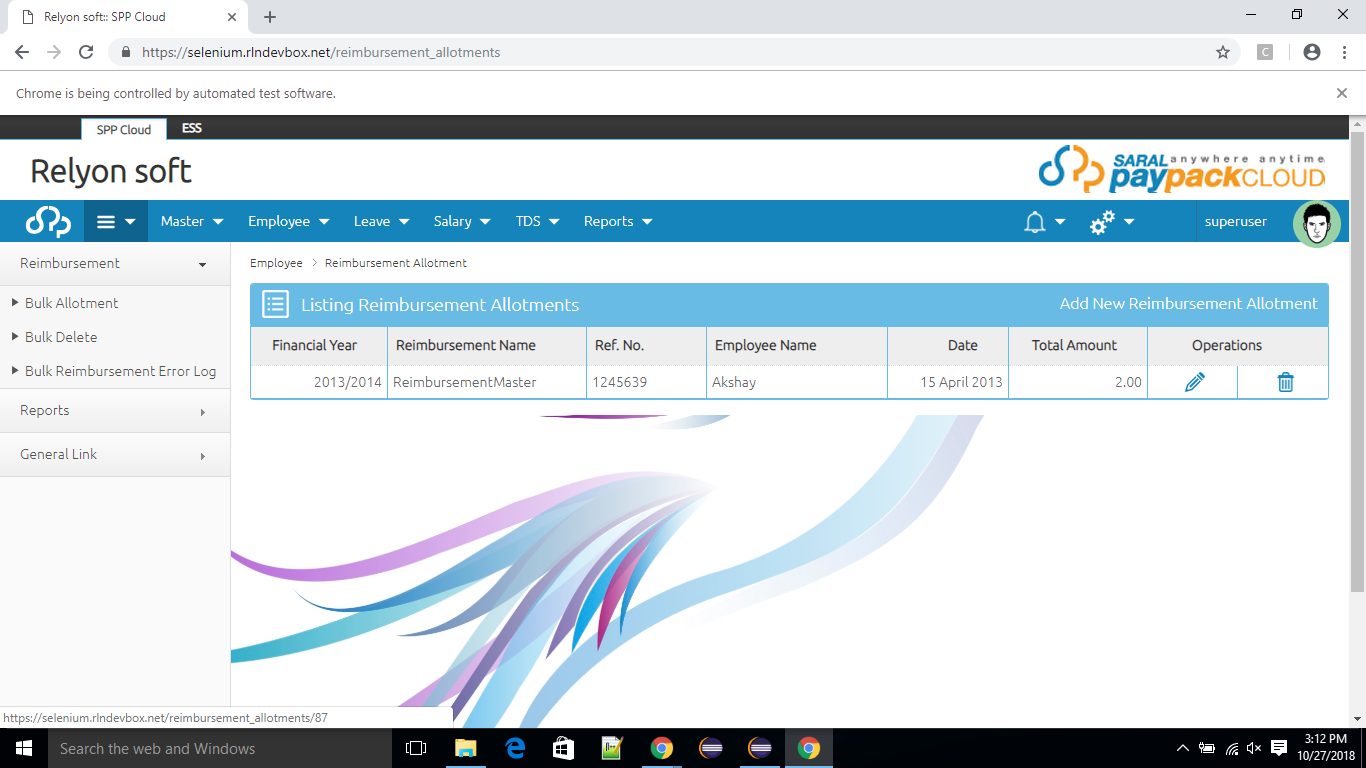 Relyon soft:: SPP Cloud
https://selenium.rlndevbox.net/reimbursement_allotments
C
Chrome is being controlled by automated test software.
SPP Cloud ESS
Relyon soft
SARAL anywhere anytime
paypackCLOUD
Master Employee Leave Salary TDS Reports superuser
Reimbursement
Employee > Reimbursement Allotment
Bulk Allotment
Bulk Delete
Bulk Reimbursement Error Log
Reports
General Link
Listing Reimbursement Allotments Add New Reimbursement Allotment
Financial Year Reimbursement Name Ref. No. Employee Name Date Total Amount Operations
2013/2014 ReimbursementMaster 1245639 Akshay 15 April 2013 2.00
https://selenium.rlndevbox.net/reimbursement_allotments/87
Search the web and Windows
3:12 PM
10/27/2018